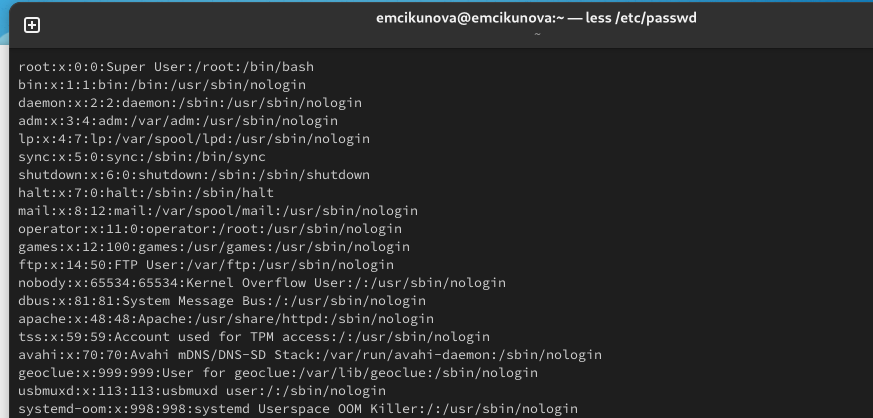 emcikunova@emcikunova:~ — less /etc/passwd
~
root:x:0:0:Super User:/root:/bin/bash
bin:x:1:1:bin:/bin:/usr/sbin/nologin
daemon:x:2:2:daemon:/sbin:/usr/sbin/nologin
adm:x:3:4:adm:/var/adm:/usr/sbin/nologin
lp:x:4:7:lp:/var/spool/lpd:/usr/sbin/nologin
sync:x:5:0:sync:/sbin:/bin/sync
shutdown:x:6:0:shutdown:/sbin:/sbin/shutdown
halt:x:7:0:halt:/sbin:/sbin/halt
mail:x:8:12:mail:/var/spool/mail:/usr/sbin/nologin
operator:x:11:0:operator:/root:/usr/sbin/nologin
games:x:12:100:games:/usr/games:/usr/sbin/nologin
ftp:x:14:50:FTP User:/var/ftp:/usr/sbin/nologin
nobody:x:65534:65534:Kernel Overflow User:/:/usr/sbin/nologin
dbus:x:81:81:System Message Bus:/:/usr/sbin/nologin
apache:x:48:48:Apache:/usr/share/httpd:/sbin/nologin
tss:x:59:59:Account used for TPM access:/:/usr/sbin/nologin
avahi:x:70:70:Avahi mDNS/DNS-SD Stack:/var/run/avahi-daemon:/sbin/nologin
geoclue:x:999:999:User for geoclue:/var/lib/geoclue:/sbin/nologin
usbmuxd:x:113:113:usbmuxd user:/:/sbin/nologin
systemd-oom:x:998:998:systemd Userspace OOM Killer:/:/usr/sbin/nologin